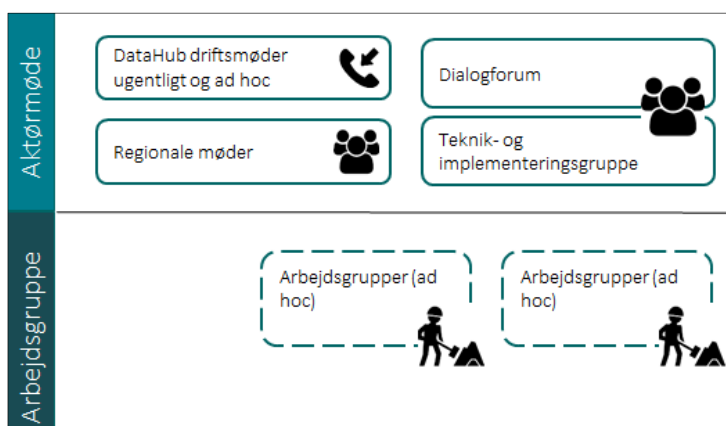 Aktørmøde
DataHub driftsmøder
ugentligt og ad hoc
Dialogforum
Regionale møder
Teknik- og
implementeringsgruppe
Arbejdsgruppe
Arbejdsgrupper (ad
hoc)
Arbejdsgrupper (ad
hoc)